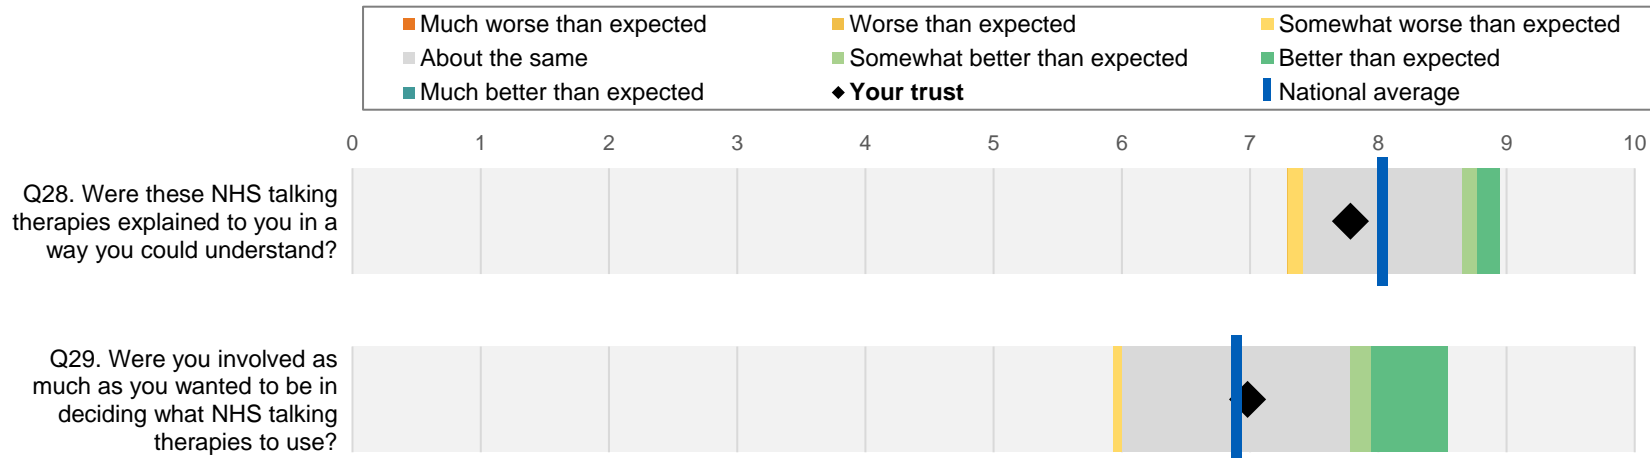 Much worse than expected
Worse than expected
Somewhat worse than expected
About the same
Somewhat better than expected
Better than expected
Much better than expected
Your trust
National average
0 1 2 3 4 5 6 7 8 9 10
Q28. Were these NHS talking
therapies explained to you in a
way you could understand?
Q29. Were you involved as
much as you wanted to be in
deciding what NHS talking
therapies to use?